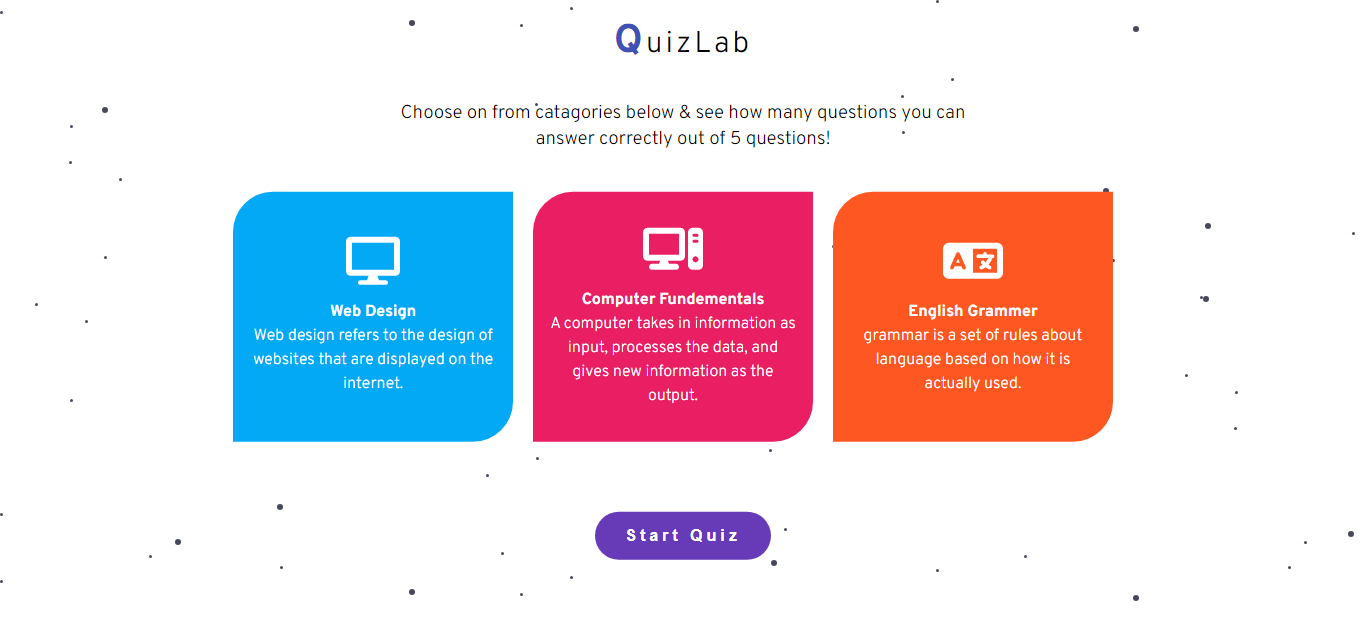 QuizLab
Choose on from catagories below & see how many questions you can
answer correctly out of 5 questions!
Web Design
Web design refers to the design of
websites that are displayed on the
internet.
Computer Fundementals
A computer takes in information as
input, processes the data, and
gives new information as the
output.
A 文
English Grammer
grammar is a set of rules about
language based on how it is
actually used.
Start Quiz